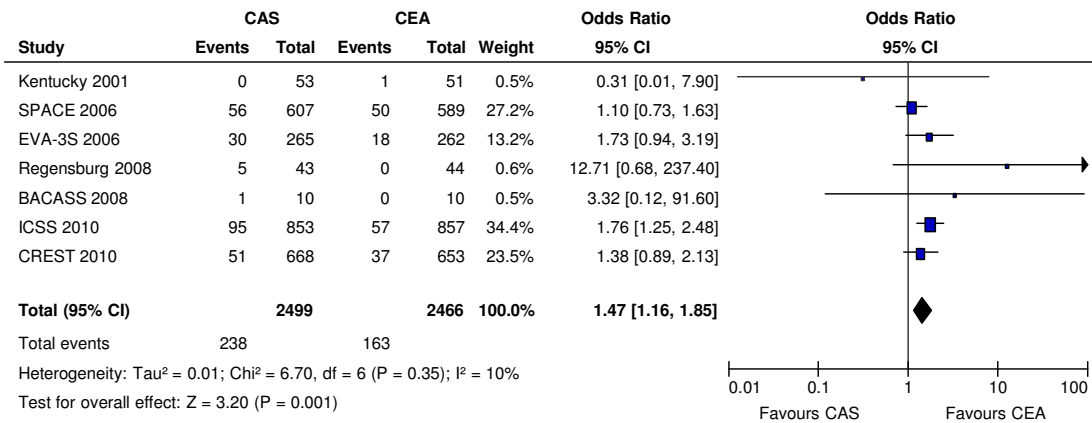 CAS CEA Odds Ratio Odds Ratio
Study Events Total Events Total Weight 95% CI 95% CI
Kentucky 2001 0 53 1 51 0.5% 0.31 [0.01, 7.90]
SPACE 2006 56 607 50 589 27.2% 1.10 [0.73, 1.63]
EVA-3S 2006 30 265 18 262 13.2% 1.73 [0.94, 3.19]
Regensburg 2008 5 43 0 44 0.6% 12.71 [0.68, 237.40]
BACASS 2008 1 10 0 10 0.5% 3.32 [0.12, 91.60]
ICSS 2010 95 853 57 857 34.4% 1.76 [1.25, 2.48]
CREST 2010 51 668 37 653 23.5% 1.38 [0.89, 2.13]
Total (95% CI) 2499 2466 100.0% 1.47 [1.16, 1.85]
Total events 238 163
Heterogeneity: Tau² = 0.01; Chi² = 6.70, df = 6 (P = 0.35); I² = 10%
Test for overall effect: Z = 3.20 (P = 0.001)
0.01 0.1 1 10 100
Favours CAS Favours CEA